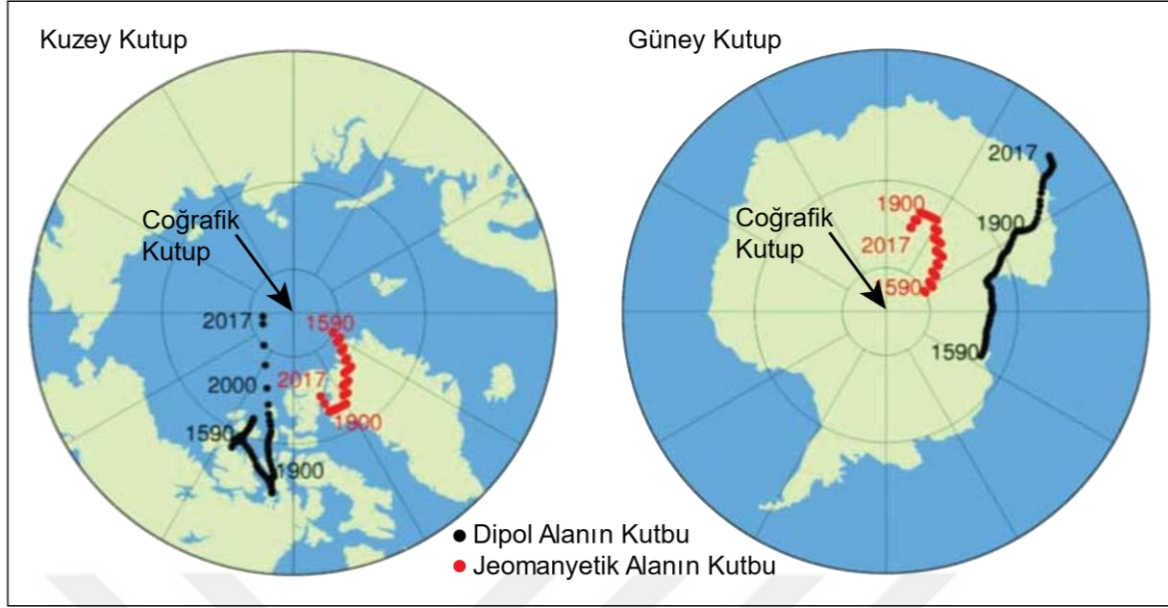 Kuzey Kutup
Coğrafik
Kutup
2017
2000
1590
1900
1590
2017
1900
Güney Kutup
Coğrafik
Kutup
2017
1900
1590
1900
2017
1590
Dipol Alanın Kutbu
Jeomanyetik Alanın Kutbu